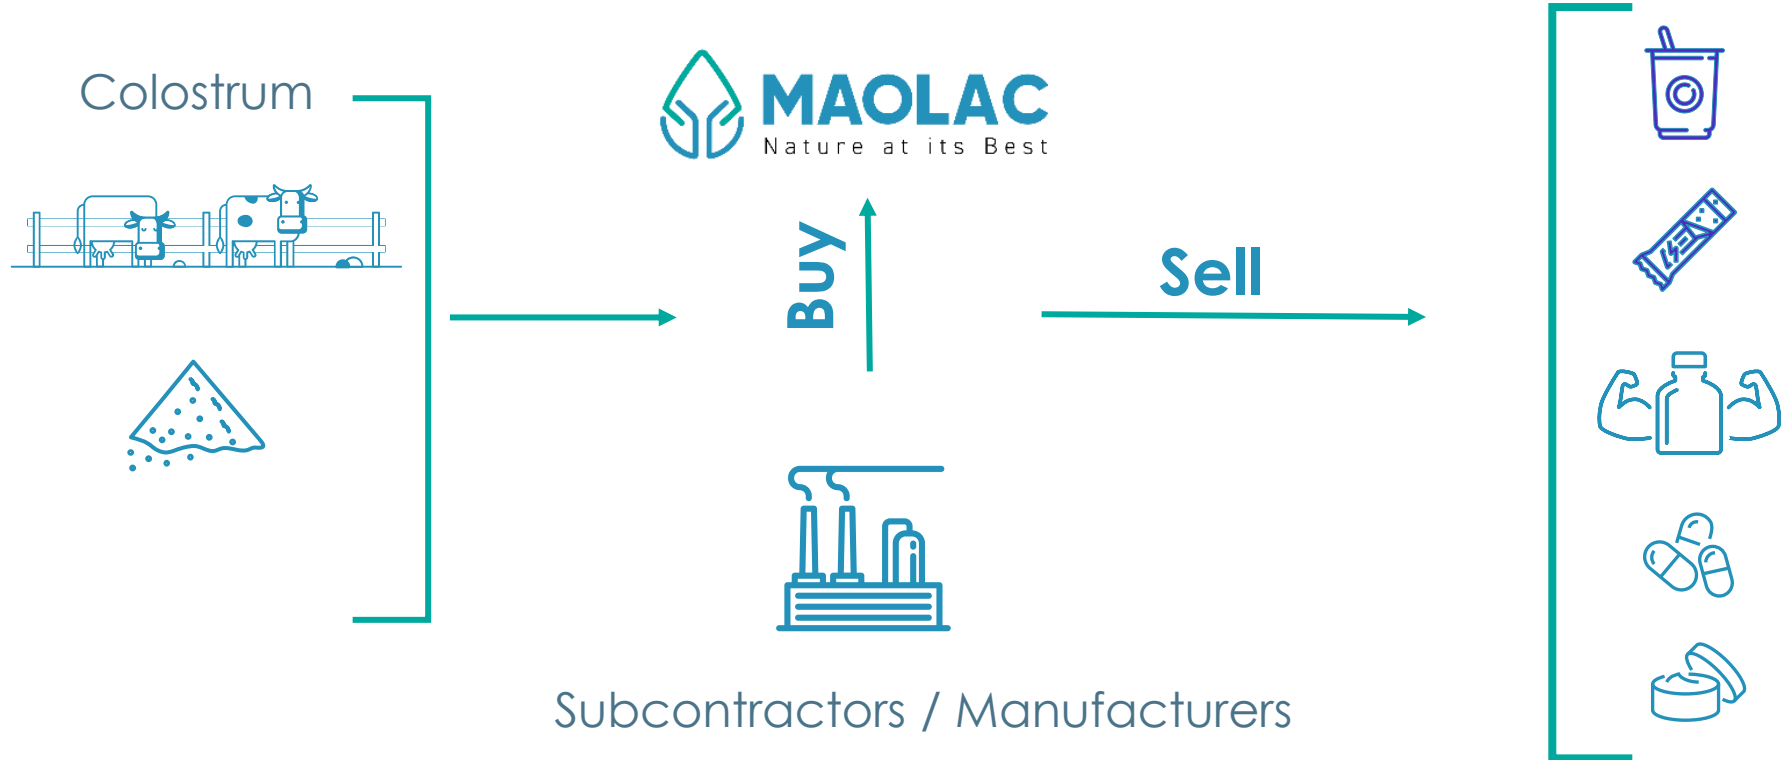 Colostrum
MAOLAC
Nature at its Best
Buy
Sell
Subcontractors / Manufacturers